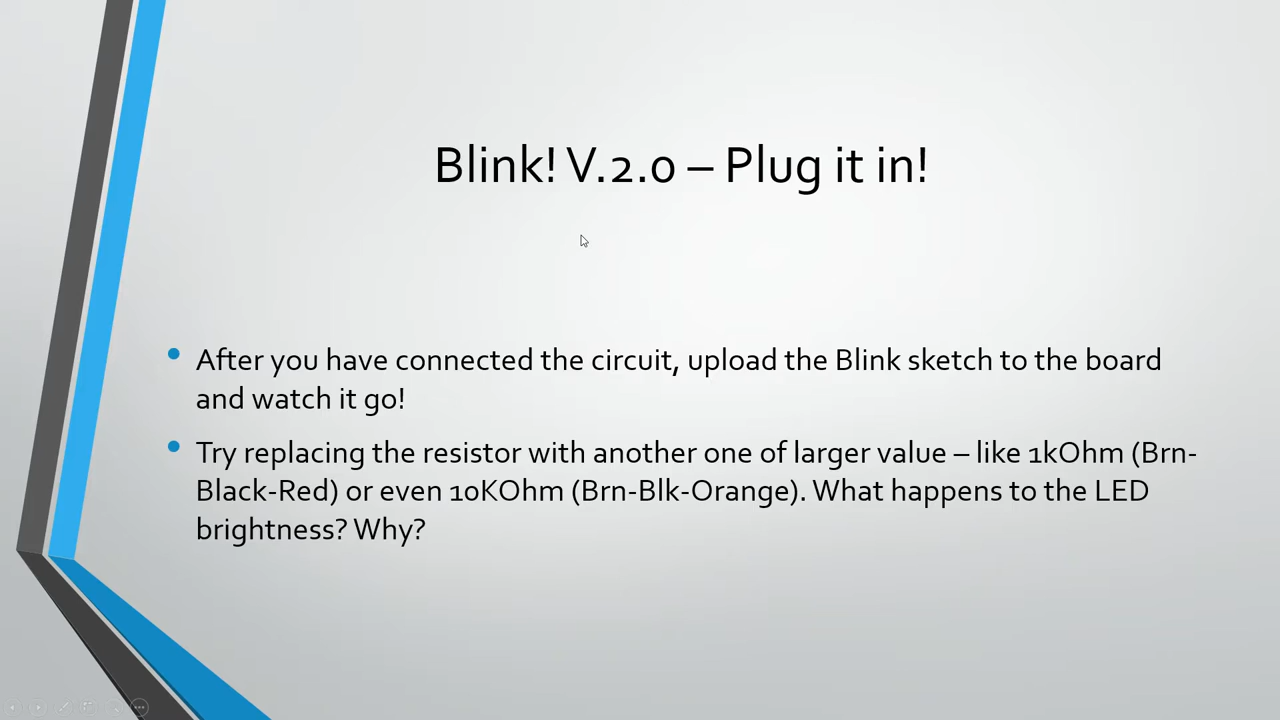 Blink! V.2.0 – Plug it in!
After you have connected the circuit, upload the Blink sketch to the board
and watch it go!
Try replacing the resistor with another one of larger value – like 1kOhm (Brn-
Black-Red) or even 10KOhm (Brn-Blk-Orange). What happens to the LED
brightness? Why?